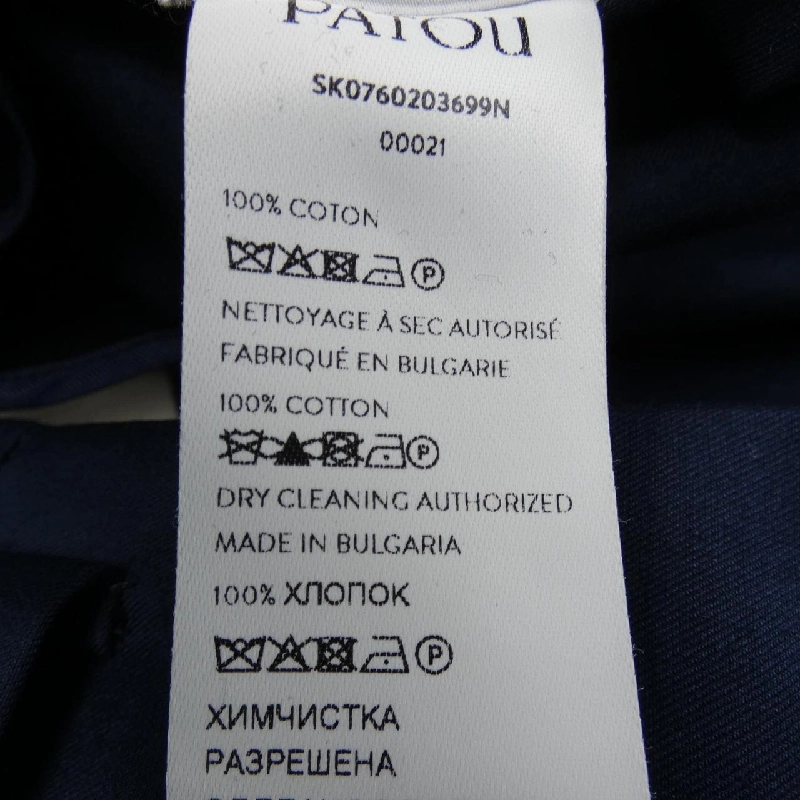 PATOU
SK0760203699N
00021
100% COTON
P
NETTOYAGE À SEC AUTORISÉ
FABRIQUÉ EN BULGARIE
100% COTTON
P
DRY CLEANING AUTHORIZED
MADE IN BULGARIA
100% ХЛОПОК
P
ХИМЧИСТКА
РАЗРЕШЕНА